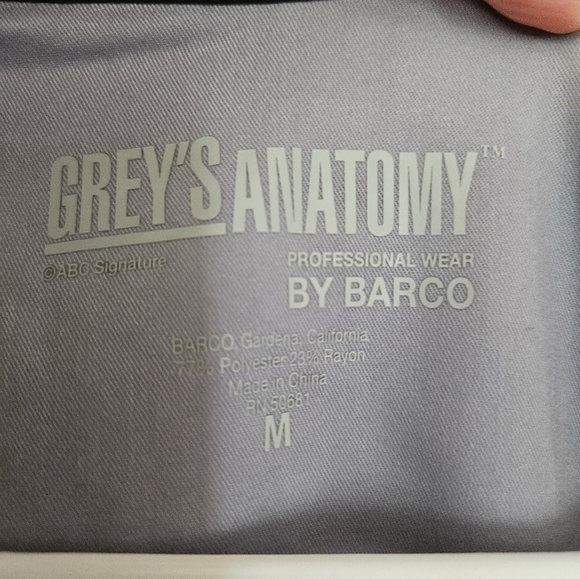 GREY'S ANATOMY™
©ABC Signature
PROFESSIONAL WEAR
BY BARCO
BARCO, Gardena, California
77% Polyester 23% Rayon
Made in China
RN 50681
M